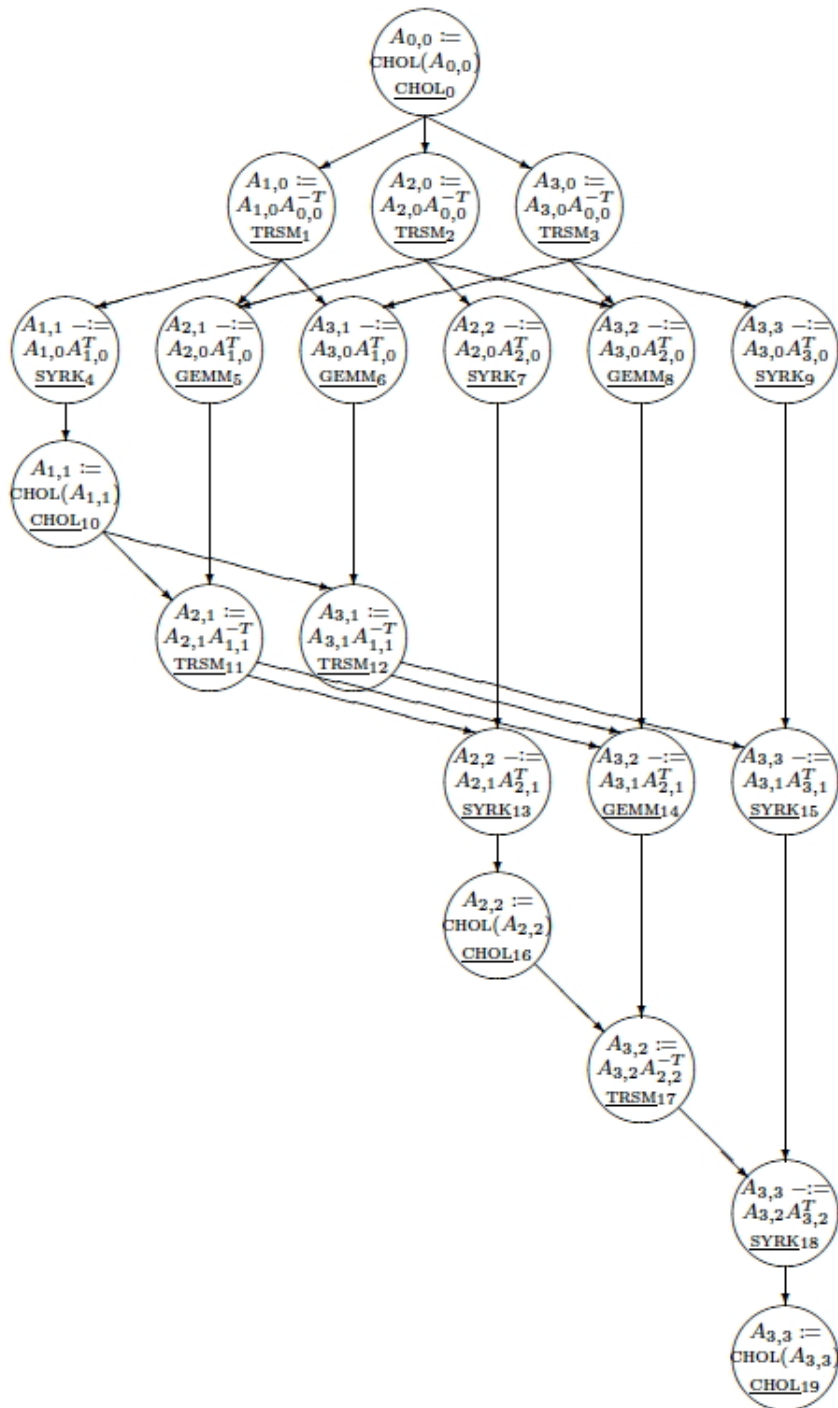 A₀,₀ :=
CHOL(A₀,₀)
CHOL₀
A₁,₀ :=
A₁,₀A₀,₀⁻ᵀ
TRSM₁
A₂,₀ :=
A₂,₀A₀,₀⁻ᵀ
TRSM₂
A₃,₀ :=
A₃,₀A₀,₀⁻ᵀ
TRSM₃
A₁,₁ −:=
A₁,₀A₁,₀ᵀ
SYRK₄
A₂,₁ −:=
A₂,₀A₁,₀ᵀ
GEMM₅
A₃,₁ −:=
A₃,₀A₁,₀ᵀ
GEMM₆
A₂,₂ −:=
A₂,₀A₂,₀ᵀ
SYRK₇
A₃,₂ −:=
A₃,₀A₂,₀ᵀ
GEMM₈
A₃,₃ −:=
A₃,₀A₃,₀ᵀ
SYRK₉
A₁,₁ :=
CHOL(A₁,₁)
CHOL₁₀
A₂,₁ :=
A₂,₁A₁,₁⁻ᵀ
TRSM₁₁
A₃,₁ :=
A₃,₁A₁,₁⁻ᵀ
TRSM₁₂
A₂,₂ −:=
A₂,₁A₂,₁ᵀ
SYRK₁₃
A₃,₂ −:=
A₃,₁A₂,₁ᵀ
GEMM₁₄
A₃,₃ −:=
A₃,₁A₃,₁ᵀ
SYRK₁₅
A₂,₂ :=
CHOL(A₂,₂)
CHOL₁₆
A₃,₂ :=
A₃,₂A₂,₂⁻ᵀ
TRSM₁₇
A₃,₃ −:=
A₃,₂A₃,₂ᵀ
SYRK₁₈
A₃,₃ :=
CHOL(A₃,₃)
CHOL₁₉